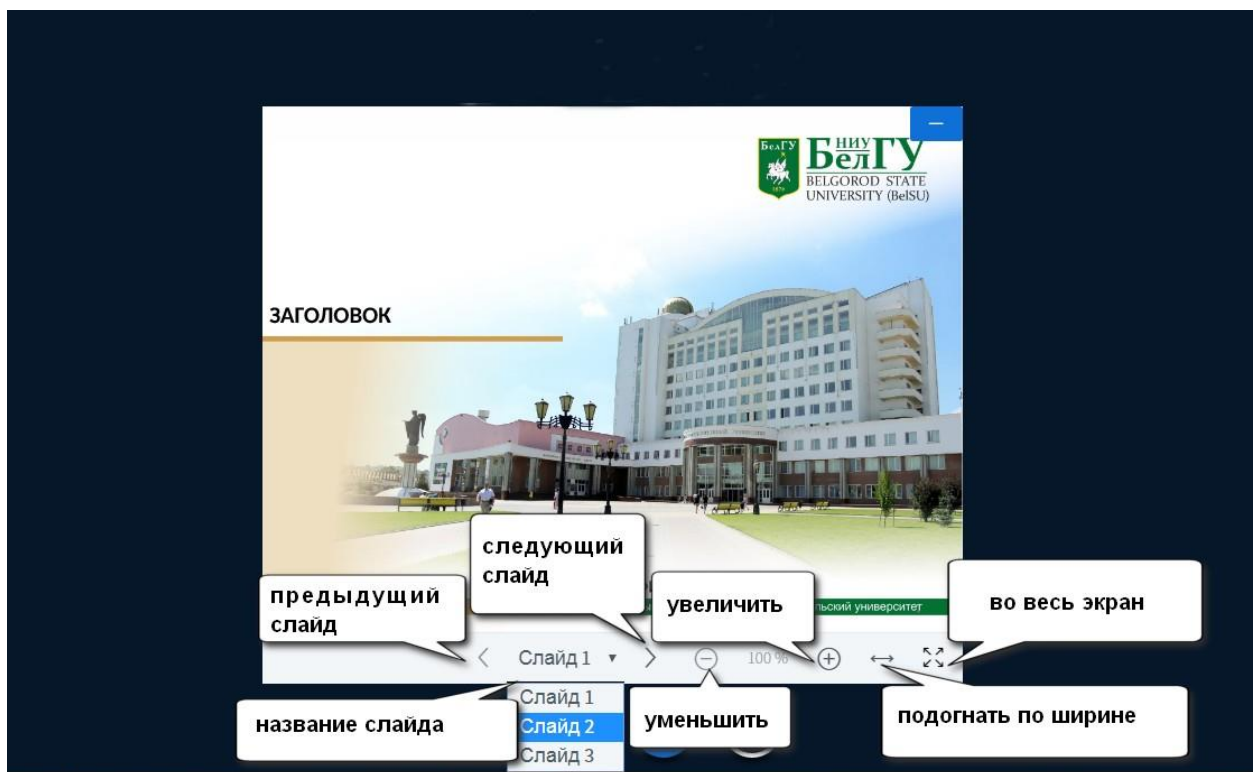 БелГУ
1876
НИУ
БелГУ
BELGOROD STATE
UNIVERSITY (BelSU)
ЗАГОЛОВОК
следующий
слайд
предыдущий
слайд
увеличить
льский университет
во весь экран
Слайд 1
100 %
Слайд 1
Слайд 2
Слайд 3
название слайда
уменьшить
подогнать по ширине